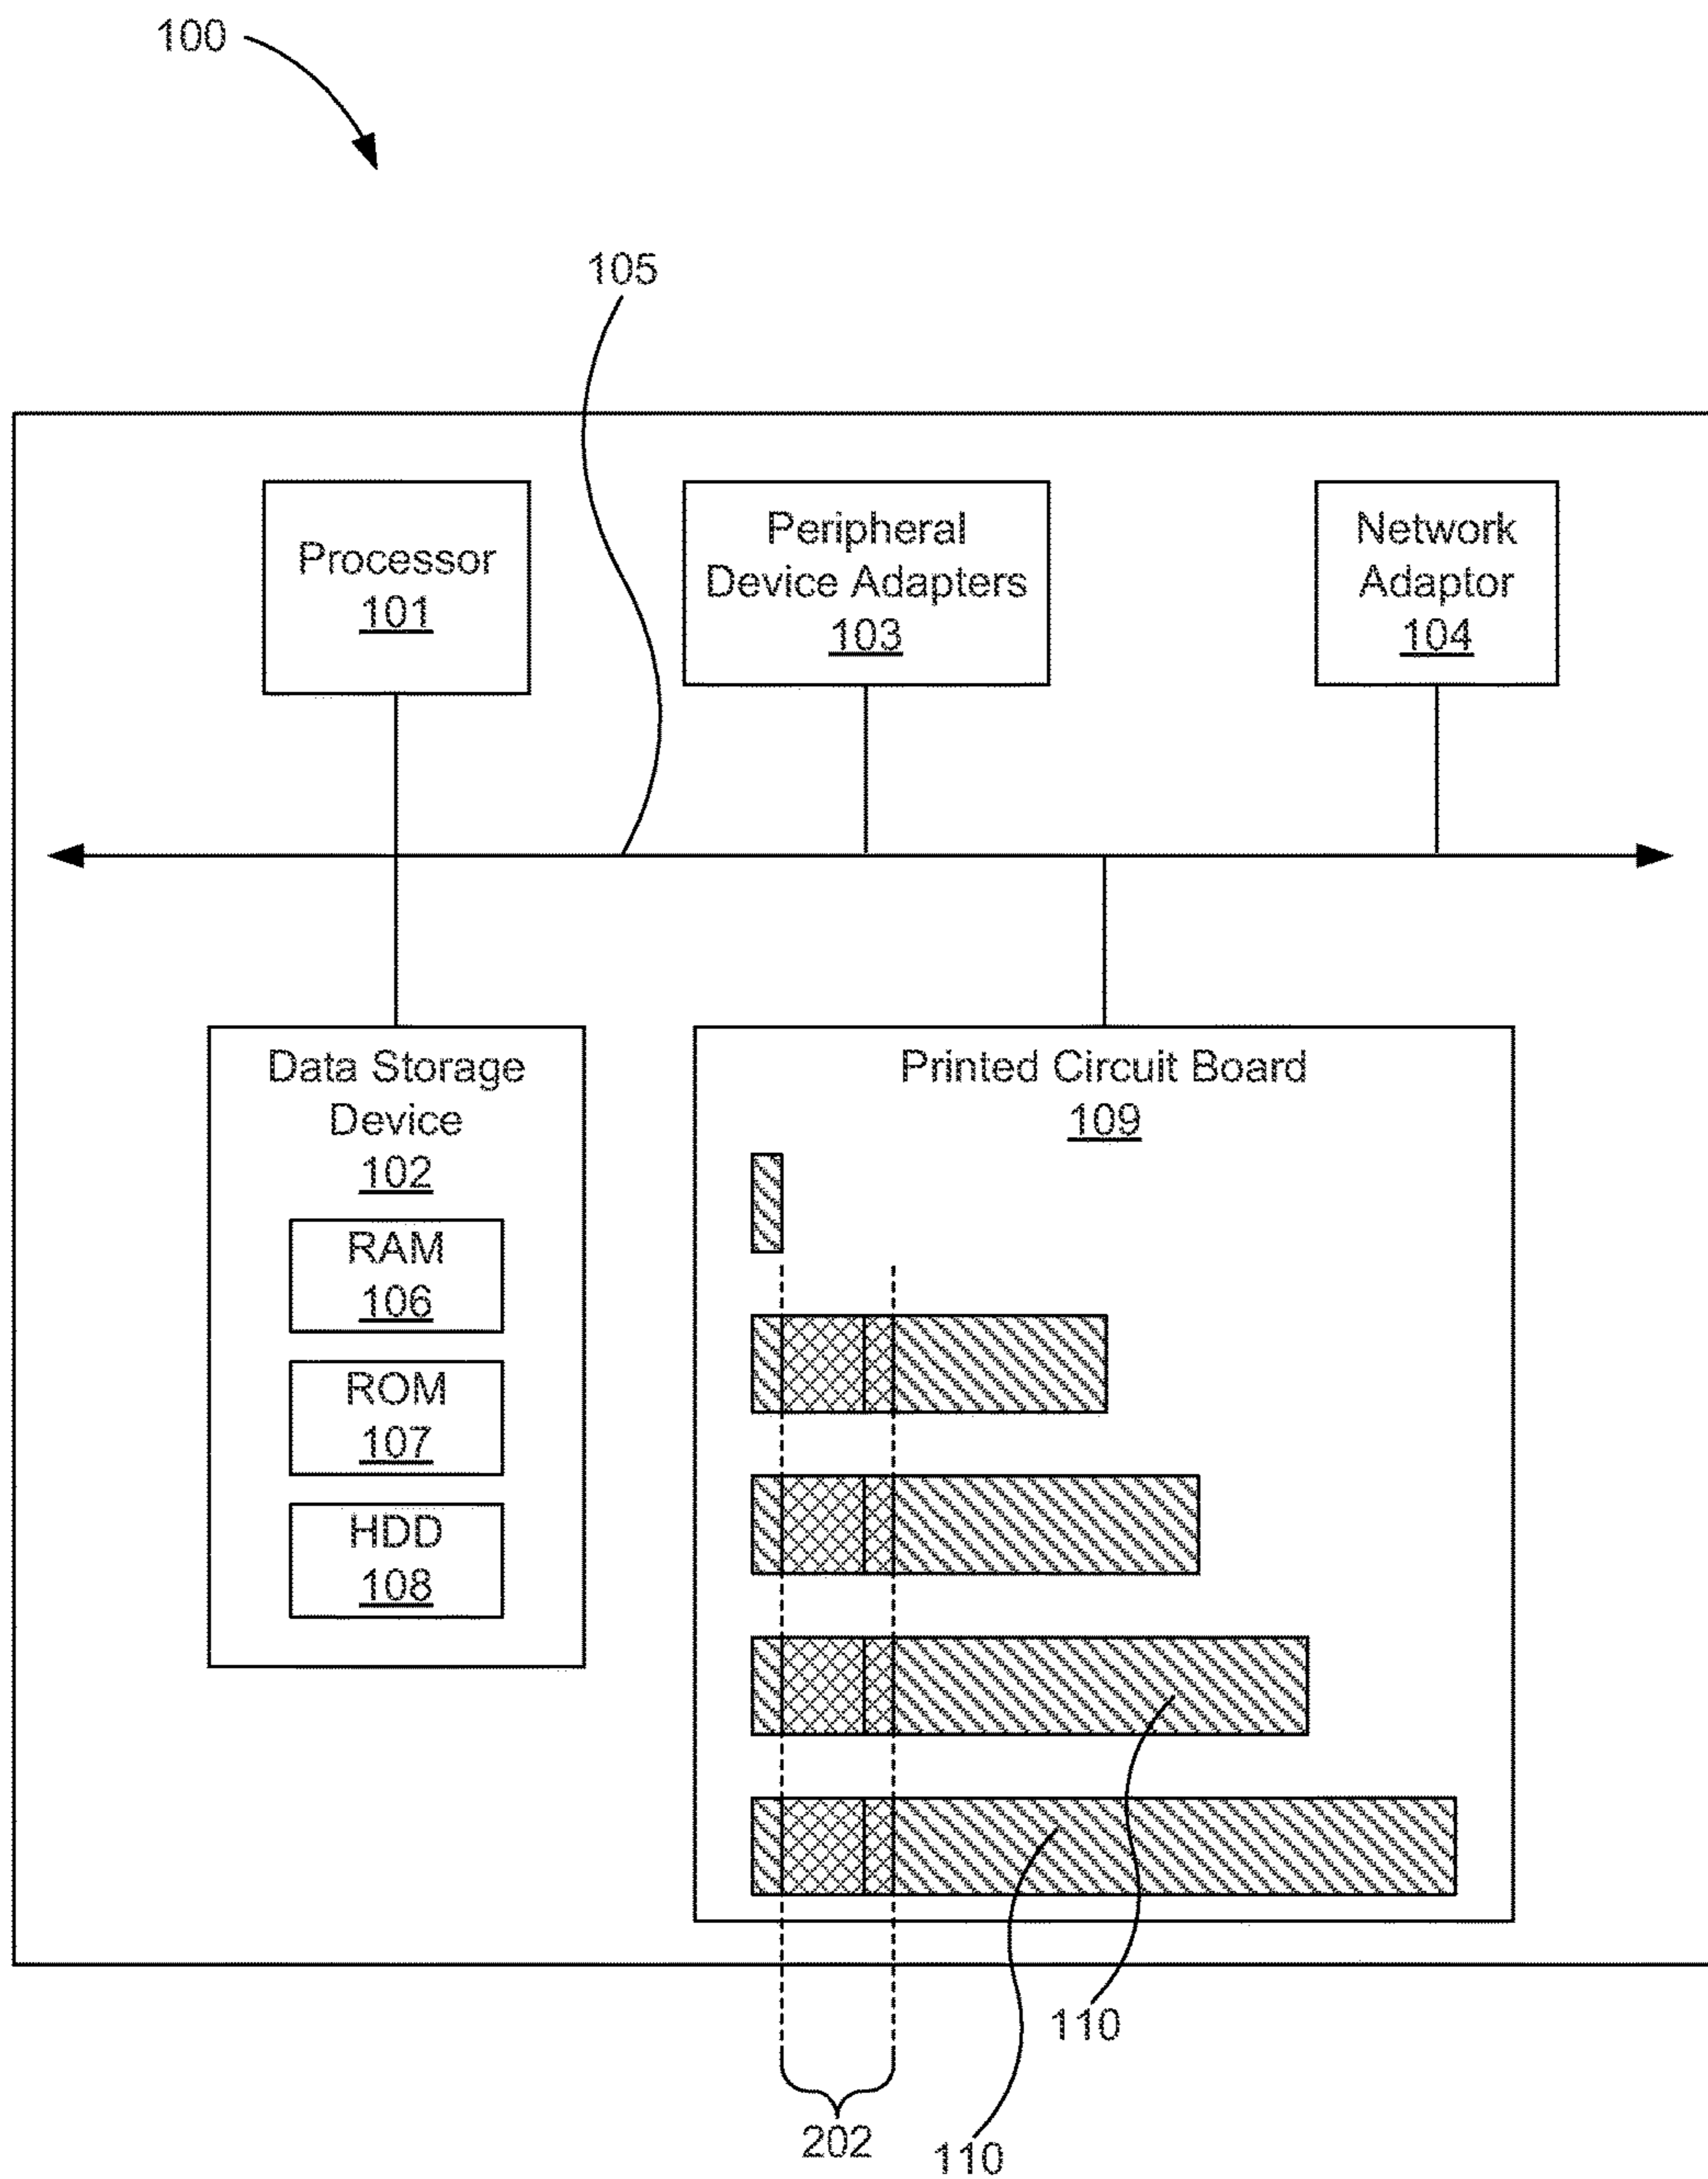 100
105
Processor
101
Peripheral
Device Adapters
103
Network
Adaptor
104
Data Storage
Device
102
RAM
106
ROM
107
HDD
108
Printed Circuit Board
109
110
202
110